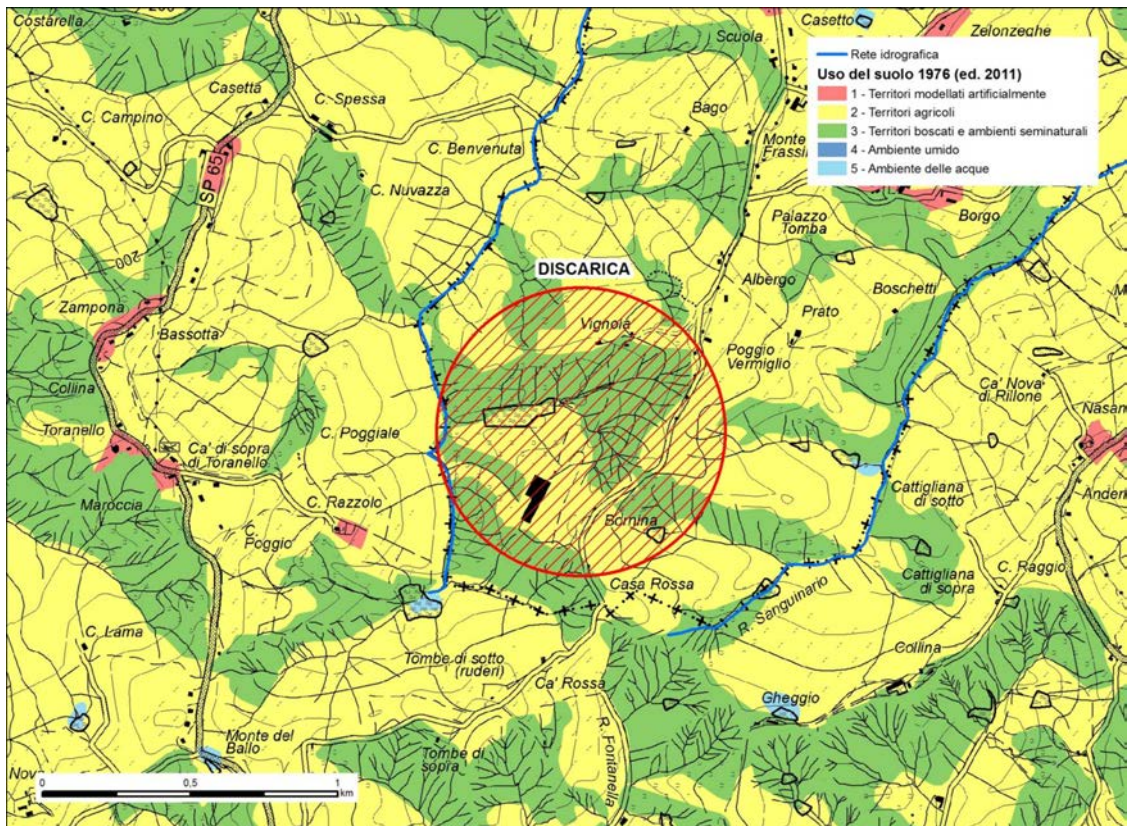 Costarella
200
Casetto
Zelonzeghe
Scuola
Rete idrografica
Uso del suolo 1976 (ed. 2011)
1 - Territori modellati artificialmente
2 - Territori agricoli
3 - Territori boscati e ambienti seminaturali
4 - Ambiente umido
5 - Ambiente delle acque
Casetta
C. Spessa
C. Campino
Bago
Monte
Frassi
C. Benvenuta
SP 65
C. Nuvazza
Palazzo
Tomba
Borgo
200
DISCARICA
Albergo
Boschetti
Zampona
Vignola
Prato
Bassotta
Poggio
Vermiglio
Collina
Ca' Nova
di Rillone
Toranello
C. Poggiale
Ca' di sopra
di Toranello
Maroccia
C. Razzolo
Cattigliana
di sotto
Poggio
Bornina
C. Raggio
Casa Rossa
Cattigliana
di sopra
R. Sanguinario
C. Lama
Tombe di sotto
(ruderi)
Collina
Ca' Rossa
Gheggio
Monte del
Ballo
Tombe di
sopra
R. Fontanella
0
0,5
1
km